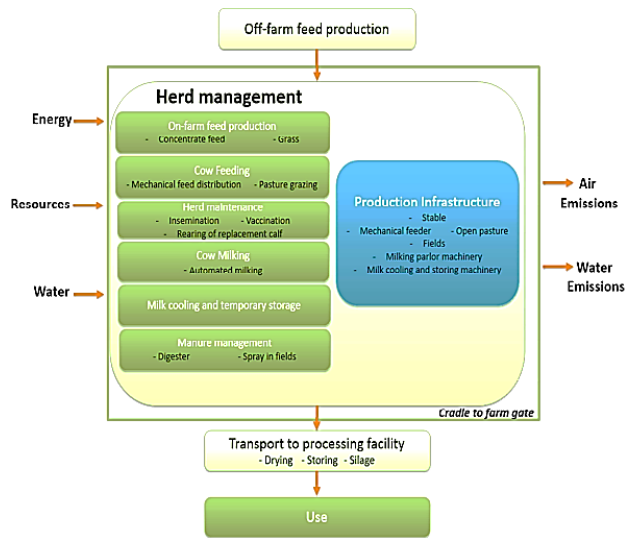 Off-farm feed production
Herd management
Energy
On-farm feed production
- Concentrate feed - Grass
Cow Feeding
- Mechanical feed distribution - Pasture grazing
Resources
Herd maintenance
- Insemination - Vaccination
- Rearing of replacement calf
Cow Milking
- Automated milking
Water
Milk cooling and temporary storage
Manure management
- Digester - Spray in fields
Production Infrastructure
- Stable
- Mechanical feeder - Open pasture
- Fields
- Milking parlor machinery
- Milk cooling and storing machinery
Air
Emissions
Water
Emissions
Cradle to farm gate
Transport to processing facility
- Drying - Storing - Silage
Use